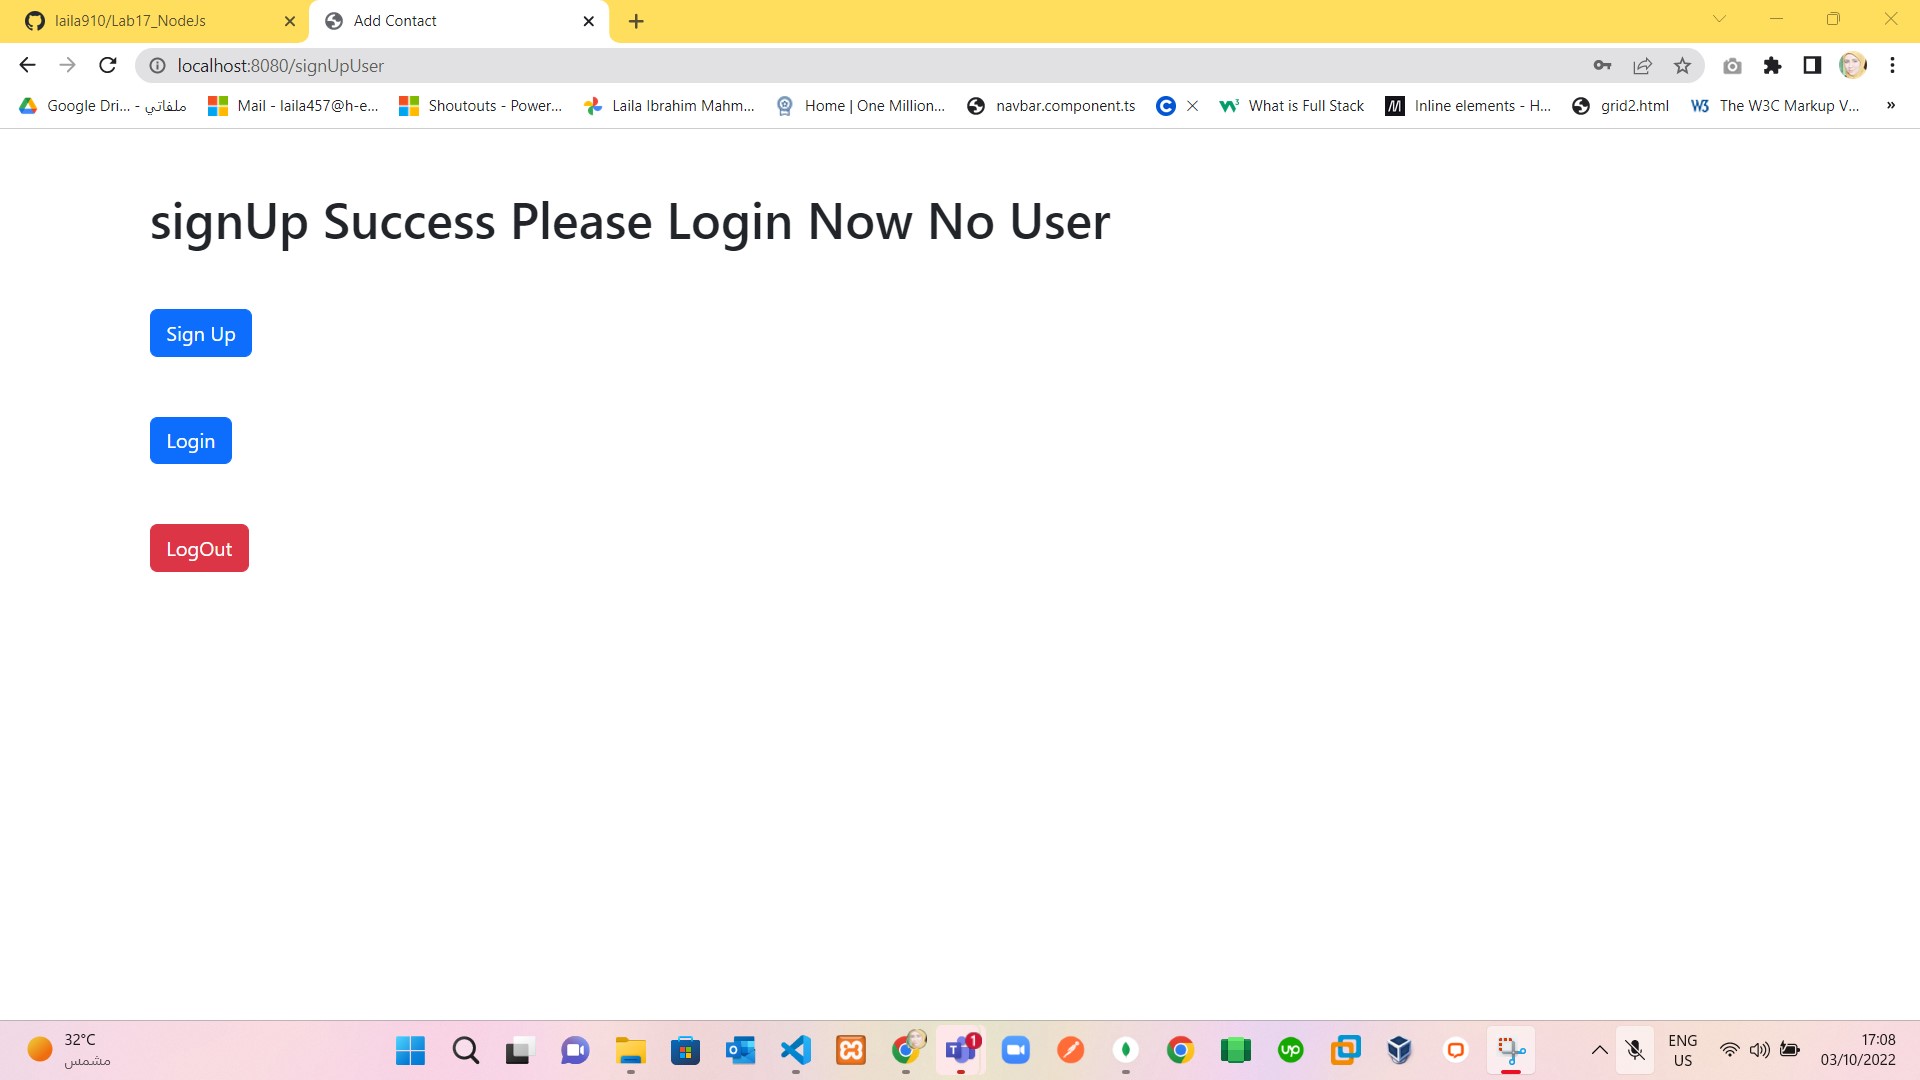 laila910/Lab17_NodeJs
Add Contact
localhost:8080/signUpUser
Google Dri... - ملفاتي
Mail - laila457@h-e...
Shoutouts - Power...
Laila Ibrahim Mahm...
Home | One Million...
navbar.component.ts
What is Full Stack
Inline elements - H...
grid2.html
The W3C Markup V...
»
signUp Success Please Login Now No User
Sign Up
Login
LogOut
32°C
مشمس
1
ENG
US
17:08
03/10/2022